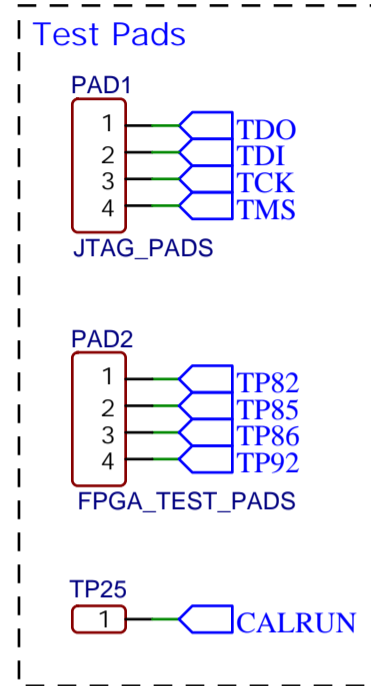 Test Pads
PAD1
1 TDO
2 TDI
3 TCK
4 TMS
JTAG_PADS
PAD2
1 TP82
2 TP85
3 TP86
4 TP92
FPGA_TEST_PADS
TP25
1 CALRUN